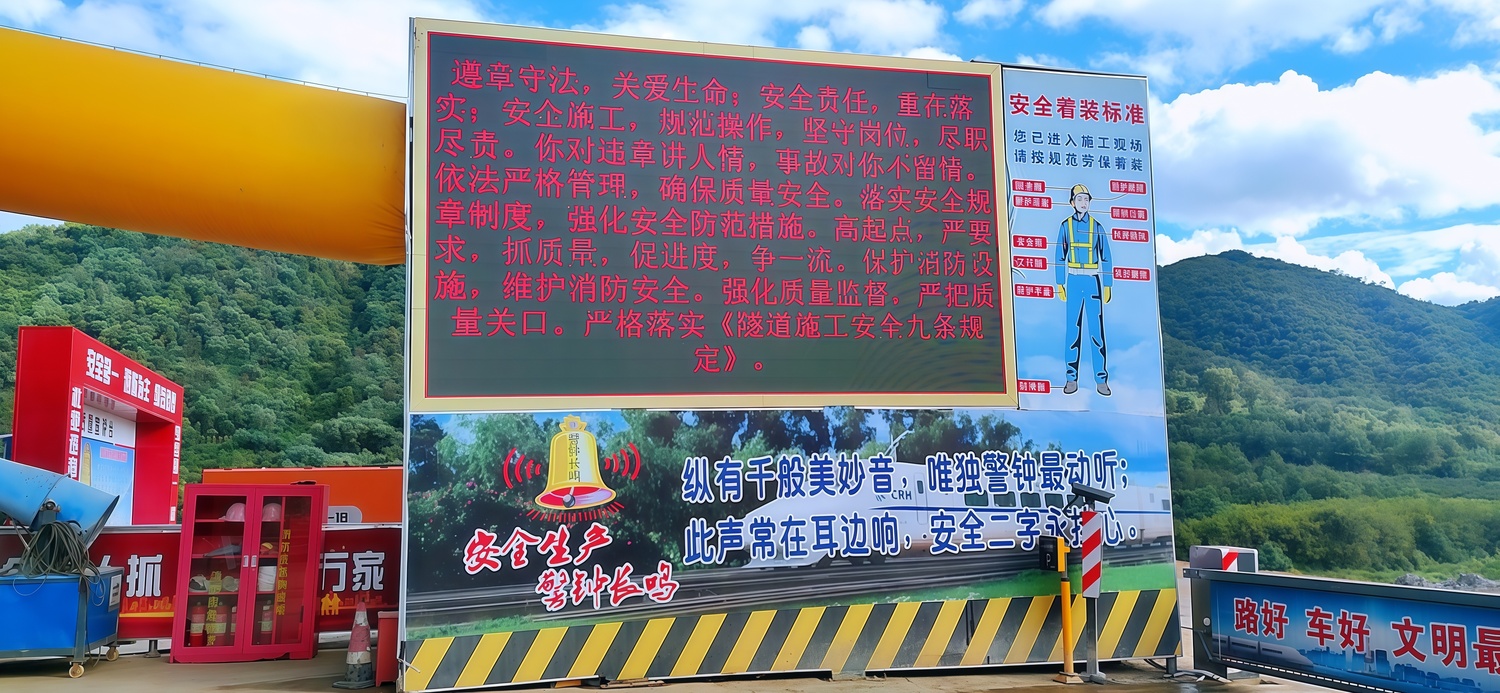 遵章守法，关爱生命；安全责任，重在落
实；安全施工，规范操作，坚守岗位，尽职
尽责。你对违章讲人情，事故对你不留情。
依法严格管理，确保质量安全。落实安全规
章制度，强化安全防范措施。高起点，严要
求，抓质量，促进度，争一流。保护消防设
施，维护消防安全。强化质量监督，严把质
量关口。严格落实《隧道施工安全九条规
定》。
安全着装标准
您已进入施工现场
请按规范劳保着装
纵有千般美妙音，唯独警钟最动听；
此声常在耳边响，安全二字永挂心。
CRH
安全生产
警钟长鸣
安全第一
-18
抓
万家
路好 车好 文明最